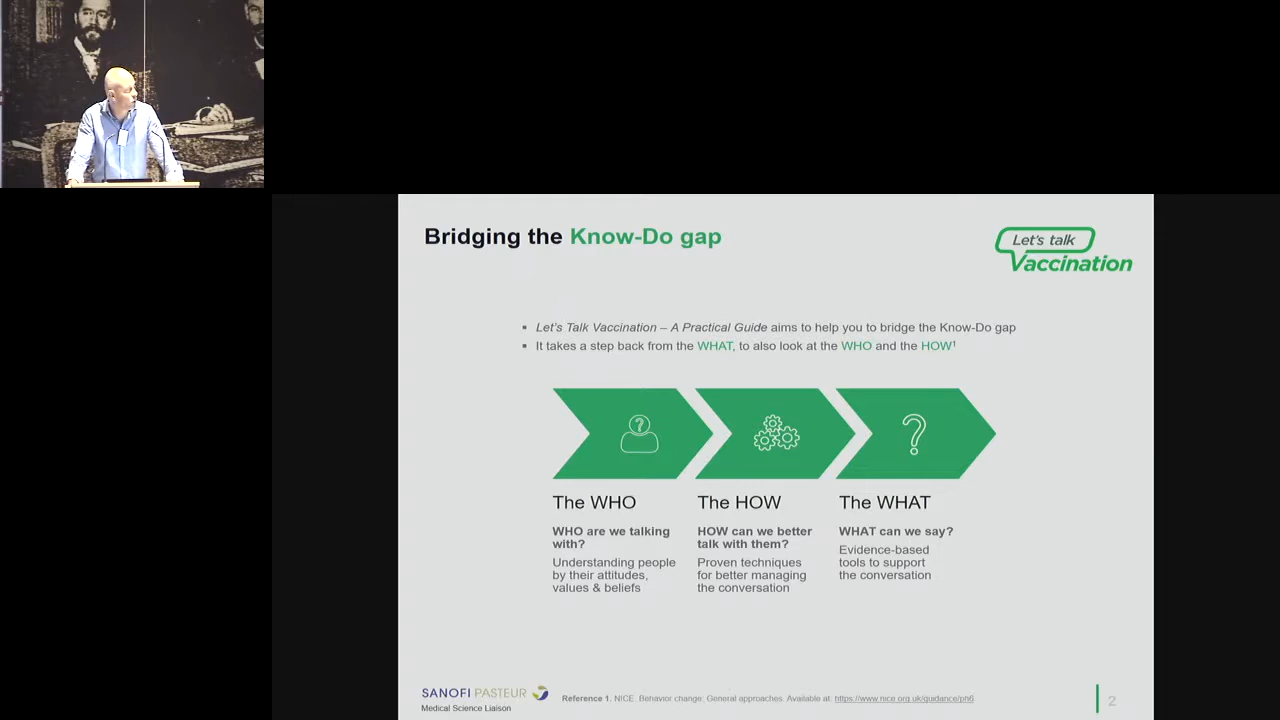 Bridging the Know-Do gap
Let's talk
Vaccination
▪ Let's Talk Vaccination – A Practical Guide aims to help you to bridge the Know-Do gap
▪ It takes a step back from the WHAT, to also look at the WHO and the HOW¹
?
?
The WHO
WHO are we talking
with?
Understanding people
by their attitudes,
values & beliefs
The HOW
HOW can we better
talk with them?
Proven techniques
for better managing
the conversation
The WHAT
WHAT can we say?
Evidence-based
tools to support
the conversation
SANOFI PASTEUR
Medical Science Liaison
Reference 1. NICE. Behavior change: General approaches. Available at: https://www.nice.org.uk/guidance/ph6.
2